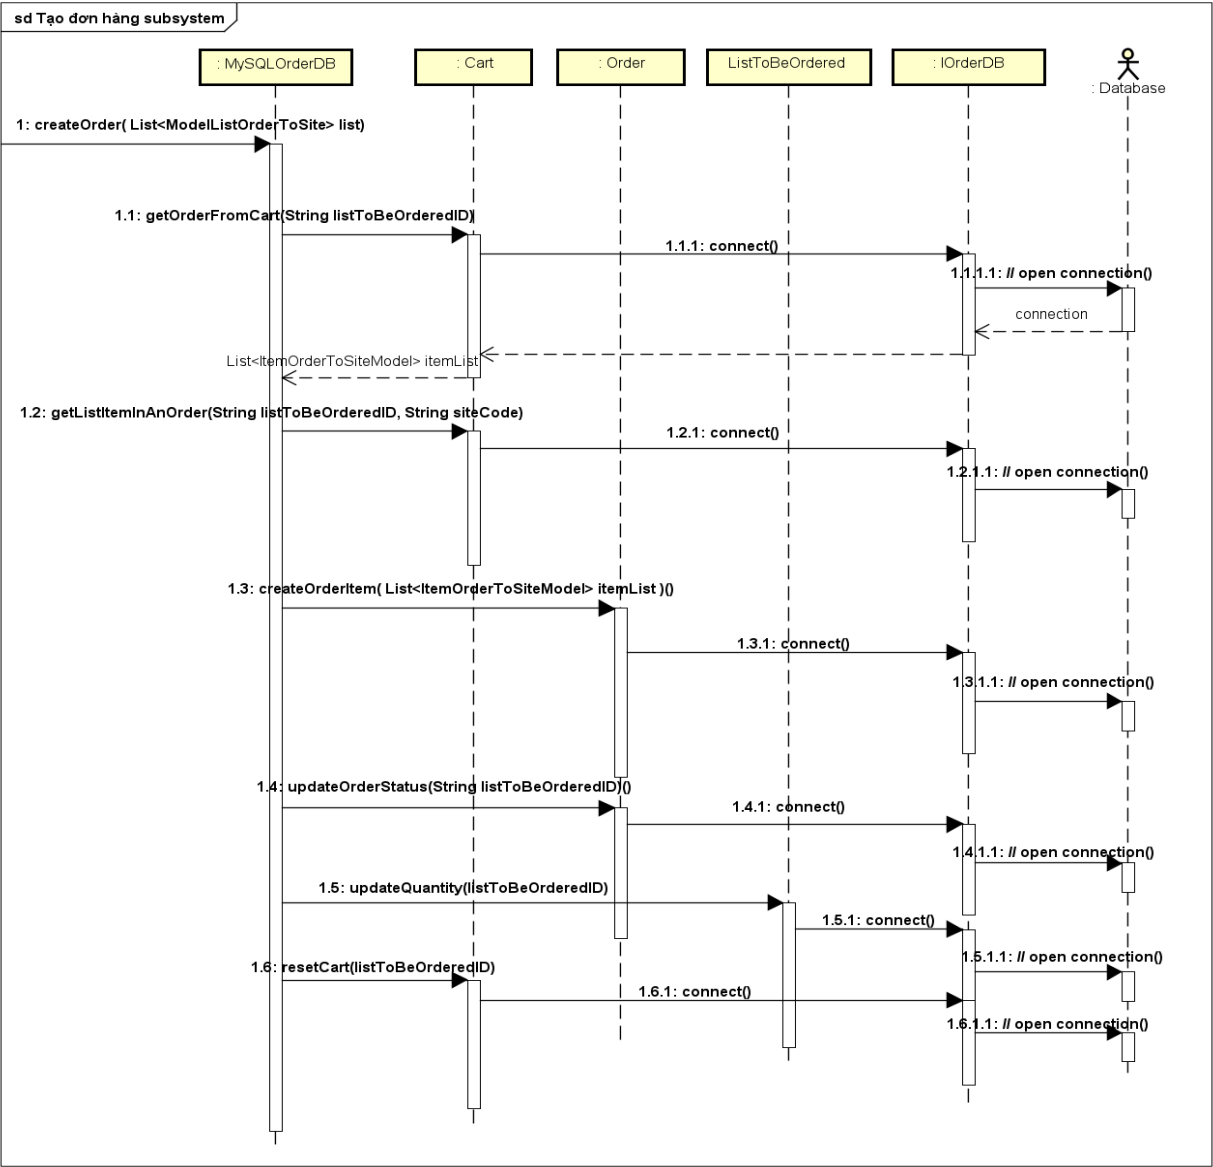 sd Tạo đơn hàng subsystem
: MySQLOrderDB
: Cart
: Order
ListToBeOrdered
: IOrderDB
: Database
1: createOrder( List<ModelListOrderToSite> list)
1.1: getOrderFromCart(String listToBeOrderedID)
1.1.1: connect()
1.1.1.1: // open connection()
connection
List<ItemOrderToSiteModel> itemList
1.2: getListItemInAnOrder(String listToBeOrderedID, String siteCode)
1.2.1: connect()
1.2.1.1: // open connection()
1.3: createOrderItem( List<ItemOrderToSiteModel> itemList )()
1.3.1: connect()
1.3.1.1: // open connection()
1.4: updateOrderStatus(String listToBeOrderedID)()
1.4.1: connect()
1.4.1.1: // open connection()
1.5: updateQuantity(listToBeOrderedID)
1.5.1: connect()
1.5.1.1: // open connection()
1.6: resetCart(listToBeOrderedID)
1.6.1: connect()
1.6.1.1: // open connection()